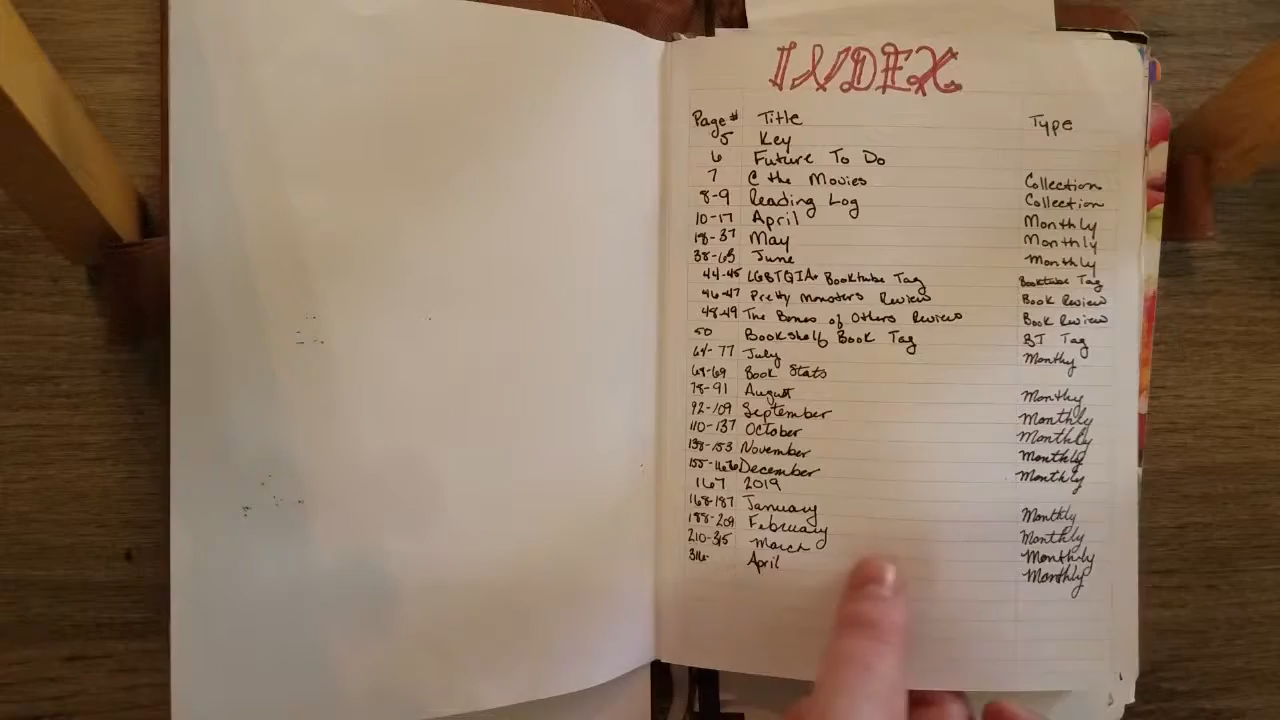 INDEX
Page # Title Type
5 Key
6 Future To Do
7 C the Movies Collection
8-9 Reading Log Collection
10-17 April Monthly
18-37 May Monthly
38-63 June Monthly
44-45 LGBTQIA+ Booktube Tag Booktube Tag
46-47 Pretty Monsters Review Book Review
48-49 The Bones of Others Review Book Review
50 Bookshelf Book Tag BT Tag
64-77 July Monthy
68-69 Book Stats
78-91 August Monthy
92-109 September Monthly
110-137 October Monthly
138-153 November Monthly
155-166 December Monthly
167 2019
168-187 January Monthly
188-209 February Monthly
210-315 March Monthly
316- April Monthly